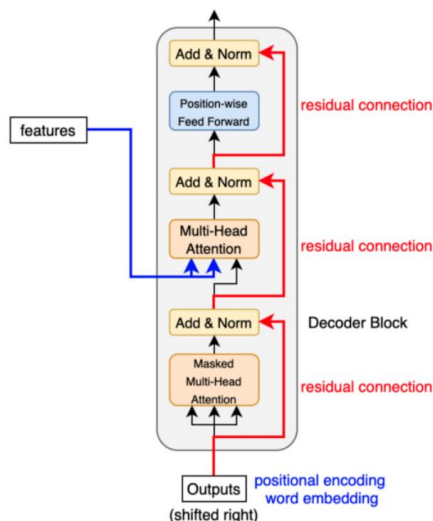 Add & Norm
residual connection
Position-wise
Feed Forward
features
Add & Norm
residual connection
Multi-Head
Attention
Add & Norm
Decoder Block
Masked
Multi-Head
Attention
residual connection
Outputs
(shifted right)
positional encoding
word embedding